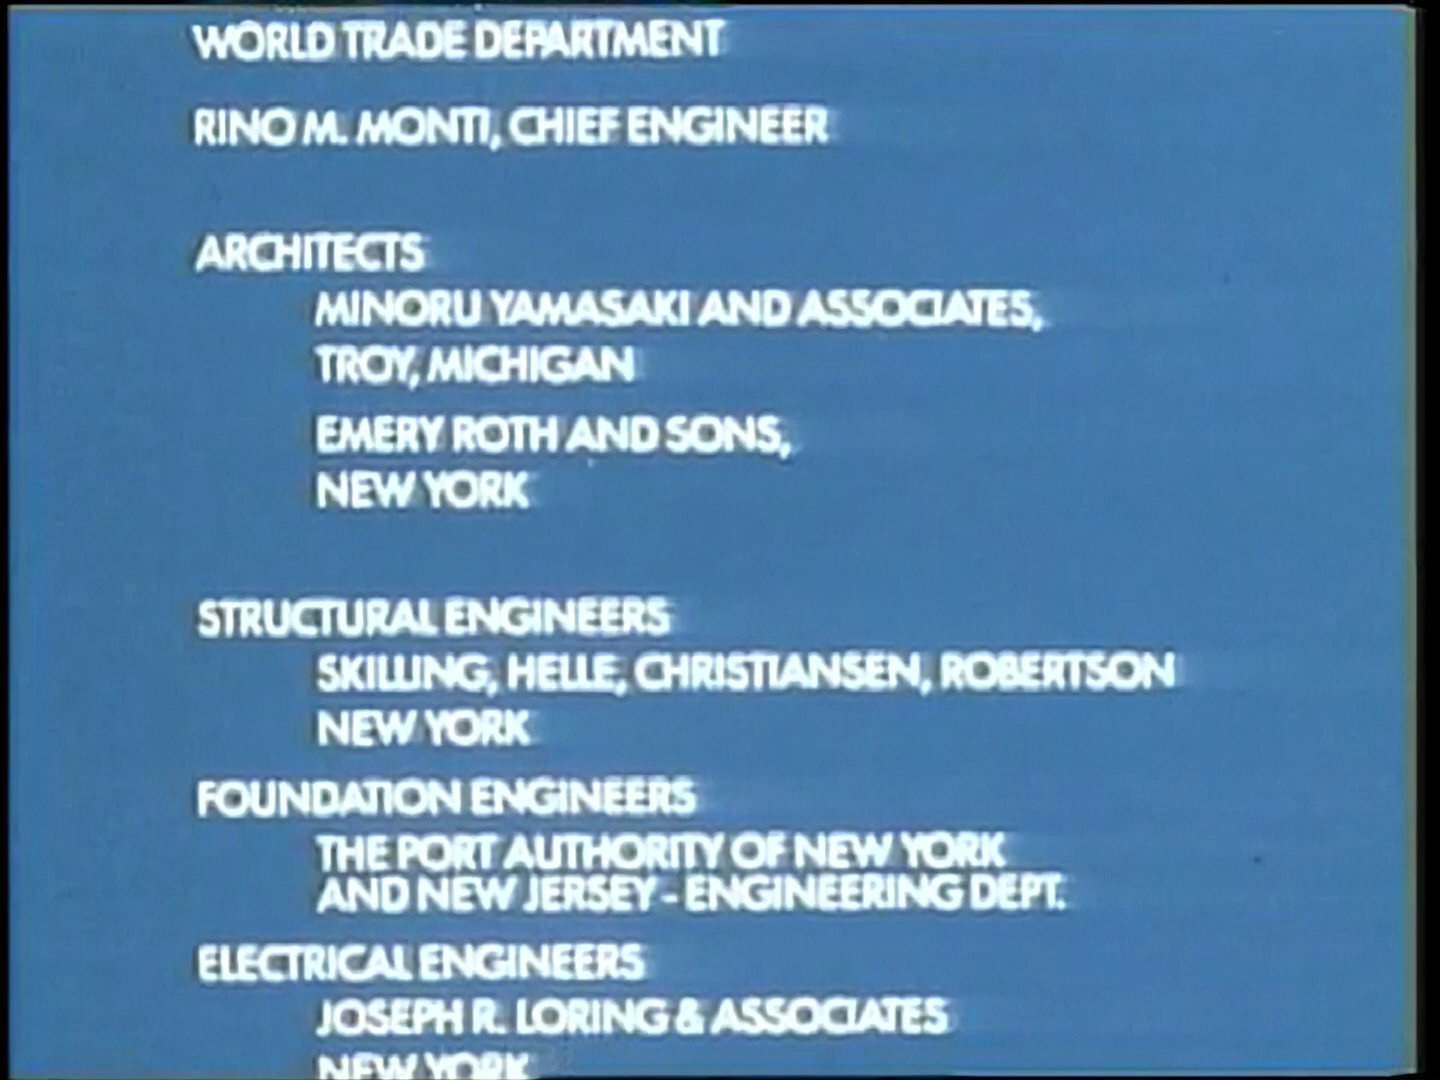 WORLD TRADE DEPARTMENT
RINO M. MONTI, CHIEF ENGINEER
ARCHITECTS
MINORU YAMASAKI AND ASSOCIATES,
TROY, MICHIGAN
EMERY ROTH AND SONS,
NEW YORK
STRUCTURAL ENGINEERS
SKILLING, HELLE, CHRISTIANSEN, ROBERTSON
NEW YORK
FOUNDATION ENGINEERS
THE PORT AUTHORITY OF NEW YORK
AND NEW JERSEY - ENGINEERING DEPT.
ELECTRICAL ENGINEERS
JOSEPH R. LORING & ASSOCIATES
NEW YORK